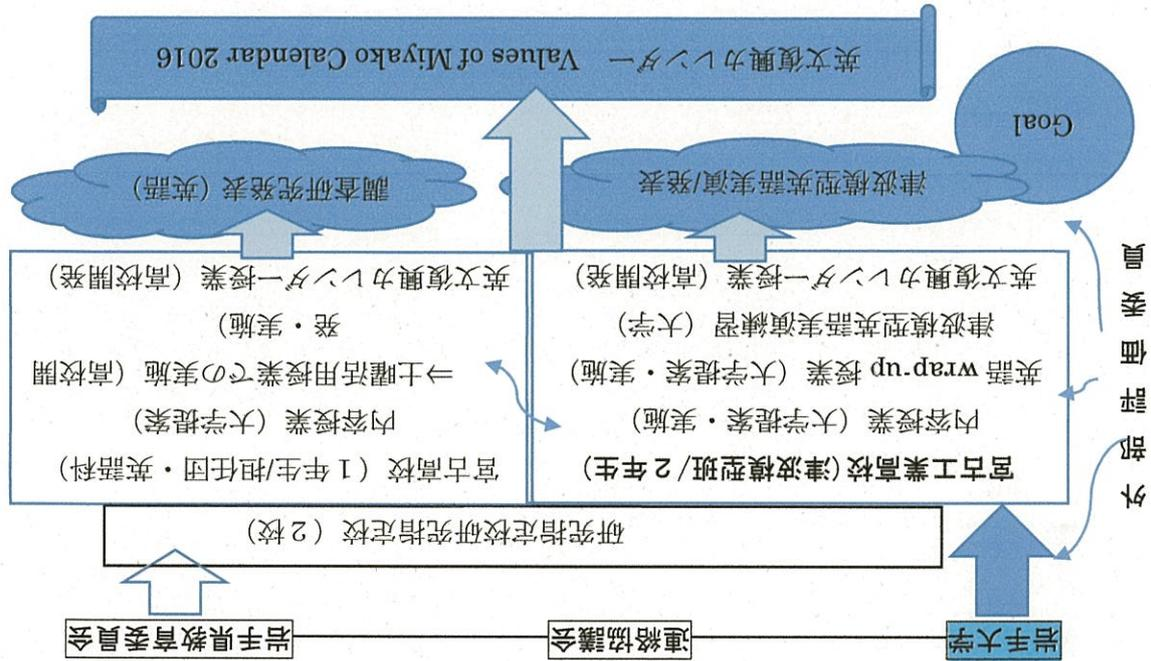 岩手大学
連絡協議会
岩手県教育委員会
研究指定校研究指定校（２校）
宮古工業高校（津波模型班/２年生）
内容授業（大学提案・実施）
英語 wrap-up 授業（大学提案・実施）
津波模型英語実演練習（大学）
英文復興カレンダー授業（高校開発）
宮古高校（１年生/担任団・英語科）
内容授業（大学提案）
⇒土曜活用授業での実施（高校開
発・実施）
英文復興カレンダー授業（高校開発）
外部評価委員
津波模型英語実演/発表
調査研究発表（英語）
Goal
英文復興カレンダー　Values of Miyako Calendar 2016